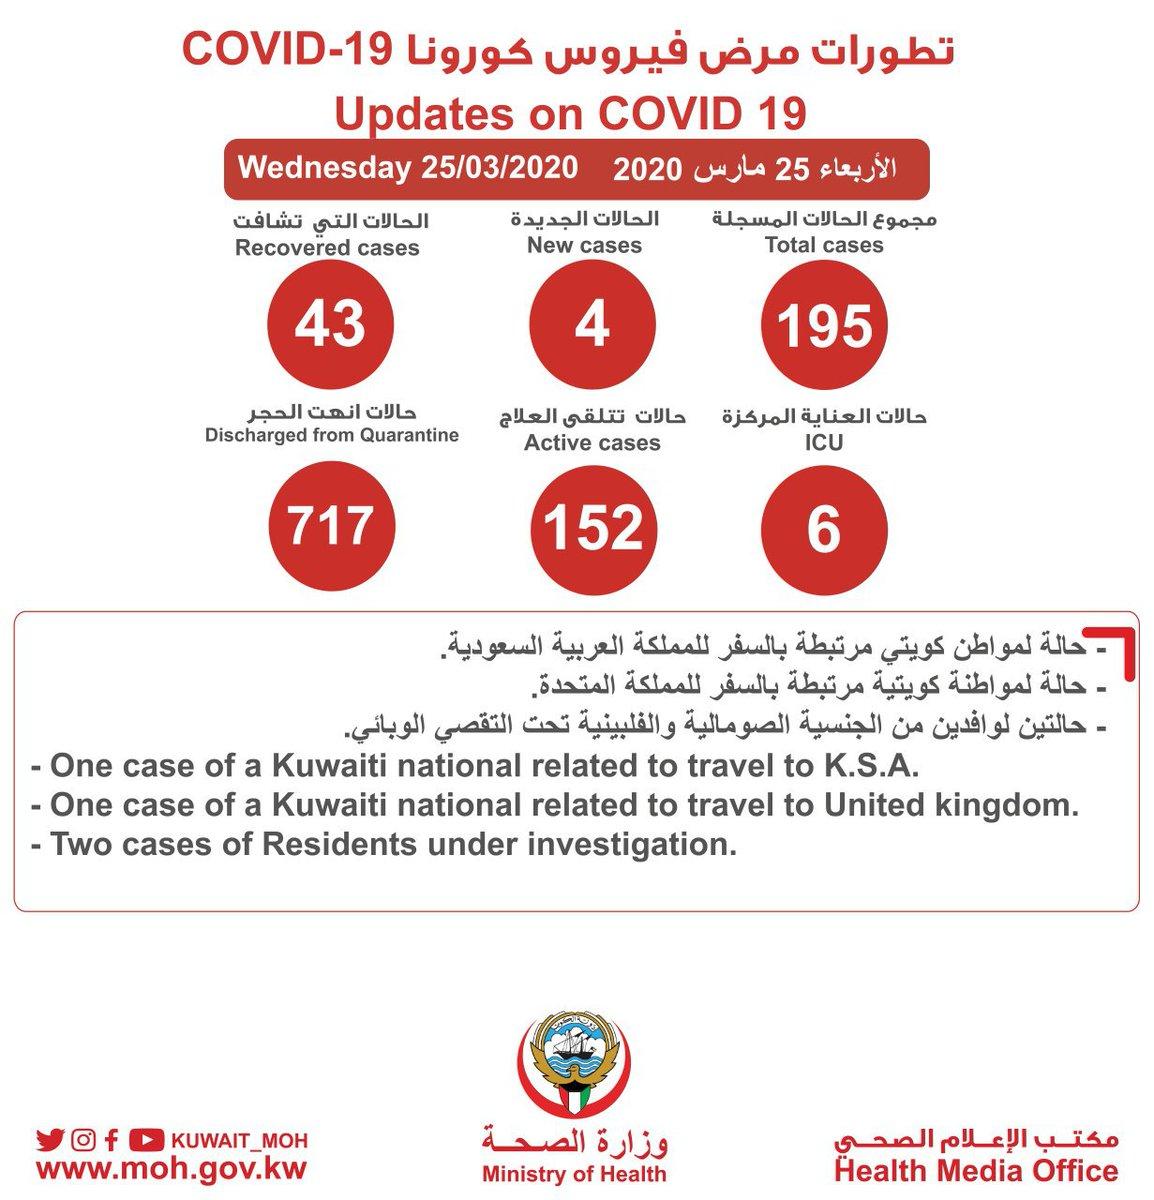 تطورات مرض فيروس كورونا COVID-19
Updates on COVID 19
Wednesday 25/03/2020 الأربعاء 25 مارس 2020
الحالات التي تشافت
Recovered cases
43
الحالات الجديدة
New cases
4
مجموع الحالات المسجلة
Total cases
195
حالات انهت الحجر
Discharged from Quarantine
717
حالات تتلقى العلاج
Active cases
152
حالات العناية المركزة
ICU
6
- حالة لمواطن كويتي مرتبطة بالسفر للمملكة العربية السعودية.
- حالة لمواطنة كويتية مرتبطة بالسفر للمملكة المتحدة.
- حالتين لوافدين من الجنسية الصومالية والفلبينية تحت التقصي الوبائي.
- One case of a Kuwaiti national related to travel to K.S.A.
- One case of a Kuwaiti national related to travel to United kingdom.
- Two cases of Residents under investigation.
دولة الكويت
KUWAIT_MOH
www.moh.gov.kw
وزارة الصحة
Ministry of Health
مكتب الإعلام الصحي
Health Media Office